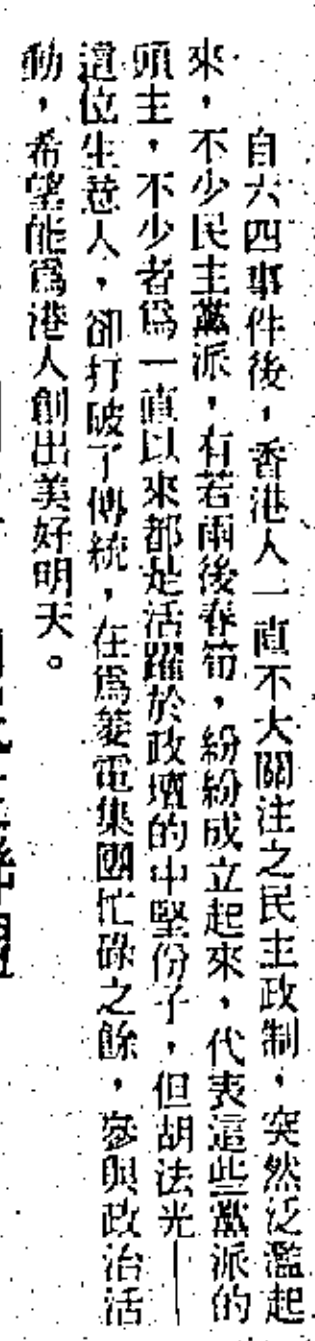 自六四事件後，香港人一直不大關注之民主政制，突然泛濫起
來，不少民主黨派，有若雨後春筍，紛紛成立起來，代表這些黨派的
頭主，不少者爲一直以來都是活躍於政壇的中堅份子，但胡法光—
這位生意人，卻打破了傳統，在爲菱電集團忙碌之餘，參與政治活
動，希望能爲港人創出美好明天。